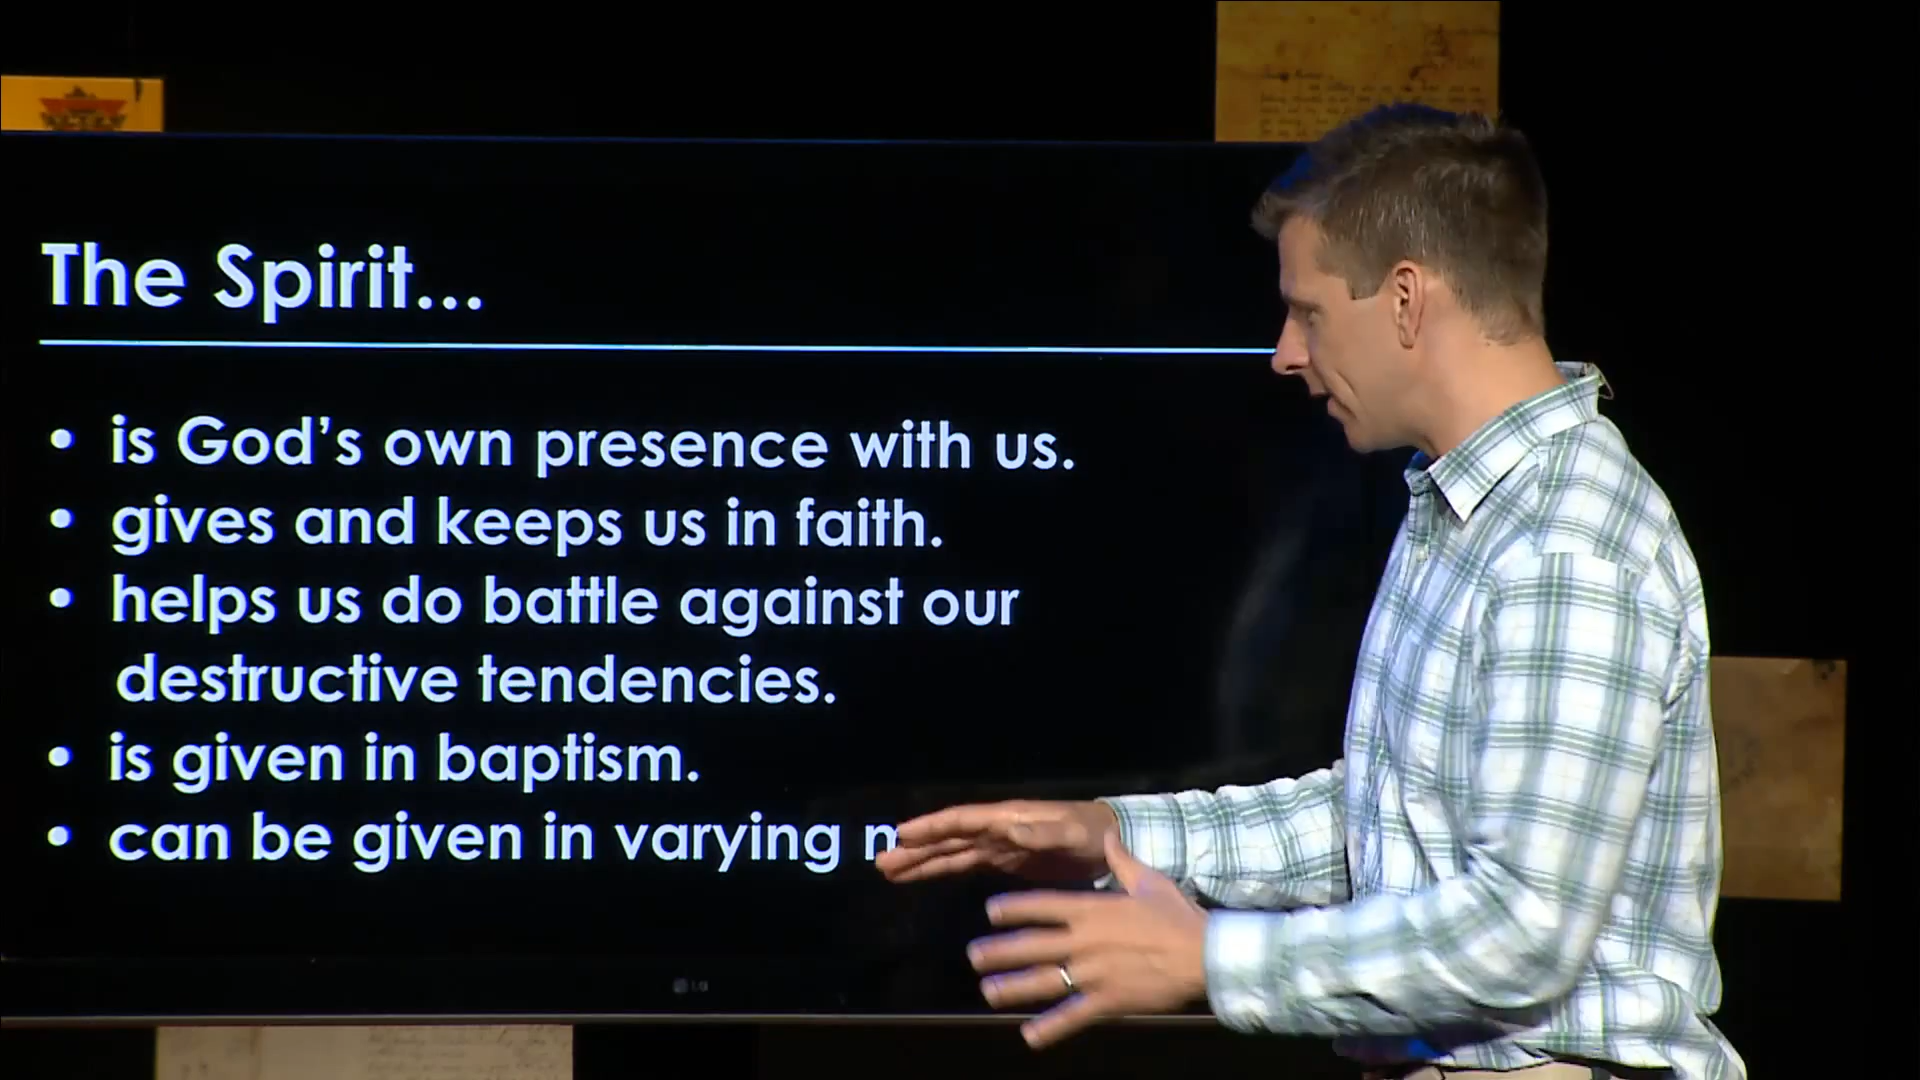 The Spirit...
• is God's own presence with us.
• gives and keeps us in faith.
• helps us do battle against our
destructive tendencies.
• is given in baptism.
• can be given in varying
LG